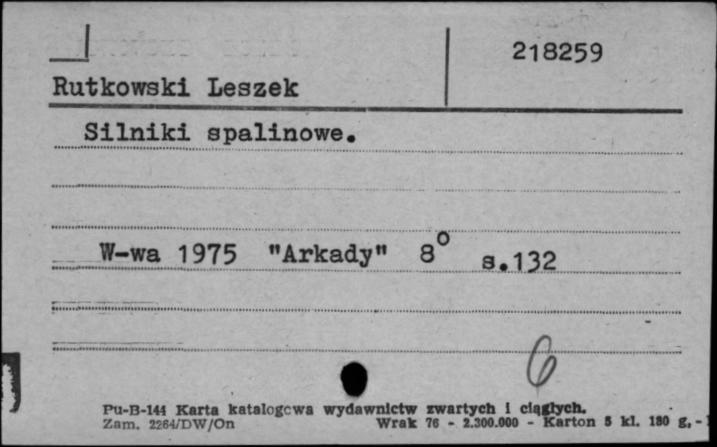 218259
Rutkowski Leszek
Silniki spalinowe.
W-wa 1975 "Arkady" 8° s.132
6
Pu-B-144 Karta katalogowa wydawnictw zwartych i ciągłych.
Zam. 2264/DW/On Wrak 76 - 2.300.000 - Karton 5 kl. 180 g, -